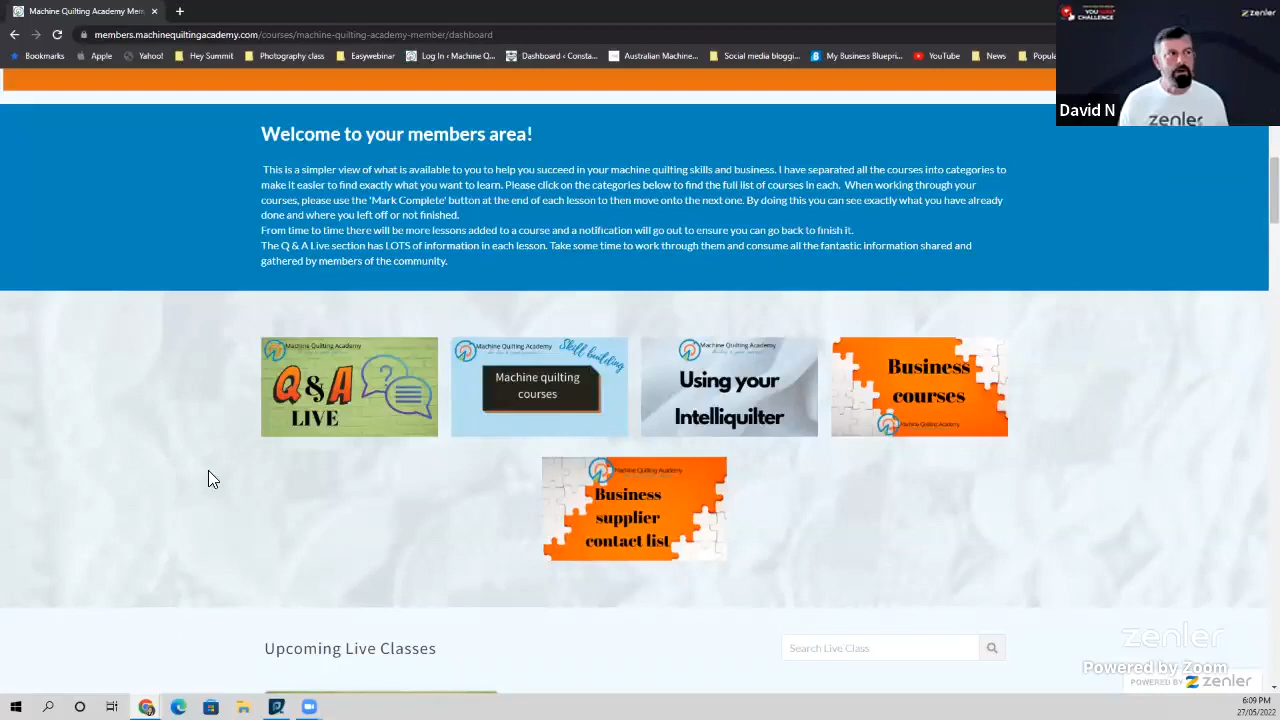 Machine Quilting Academy Mem
members.machinequiltingacademy.com/courses/machine-quilting-academy-member/dashboard
Bookmarks Apple Yahoo! Hey Summit Photography class Easywebinar Log In ‹ Machine Q... Dashboard ‹ Consta... Australian Machine... Social media bloggi... My Business Bluepri... YouTube News Popula
YOU
CHALLENGE
zenler
David N
zenler
Welcome to your members area!
This is a simpler view of what is available to you to help you succeed in your machine quilting skills and business. I have separated all the courses into categories to
make it easier to find exactly what you want to learn. Please click on the categories below to find the full list of courses in each. When working through your
courses, please use the 'Mark Complete' button at the end of each lesson to then move onto the next one. By doing this you can see exactly what you have already
done and where you left off or not finished.
From time to time there will be more lessons added to a course and a notification will go out to ensure you can go back to finish it.
The Q & A Live section has LOTS of information in each lesson. Take some time to work through them and consume all the fantastic information shared and
gathered by members of the community.
Machine Quilting Academy
Q & A
LIVE
Machine Quilting Academy
Skill building
Machine quilting
courses
Machine Quilting Academy
Using your
Intelliquilter
Business
courses
Machine Quilting Academy
Machine Quilting Academy
Business
supplier
contact list
Upcoming Live Classes
Search Live Class
zenler
Powered by Zoom
POWERED BY zenler
6:09 PM
27/05/2022